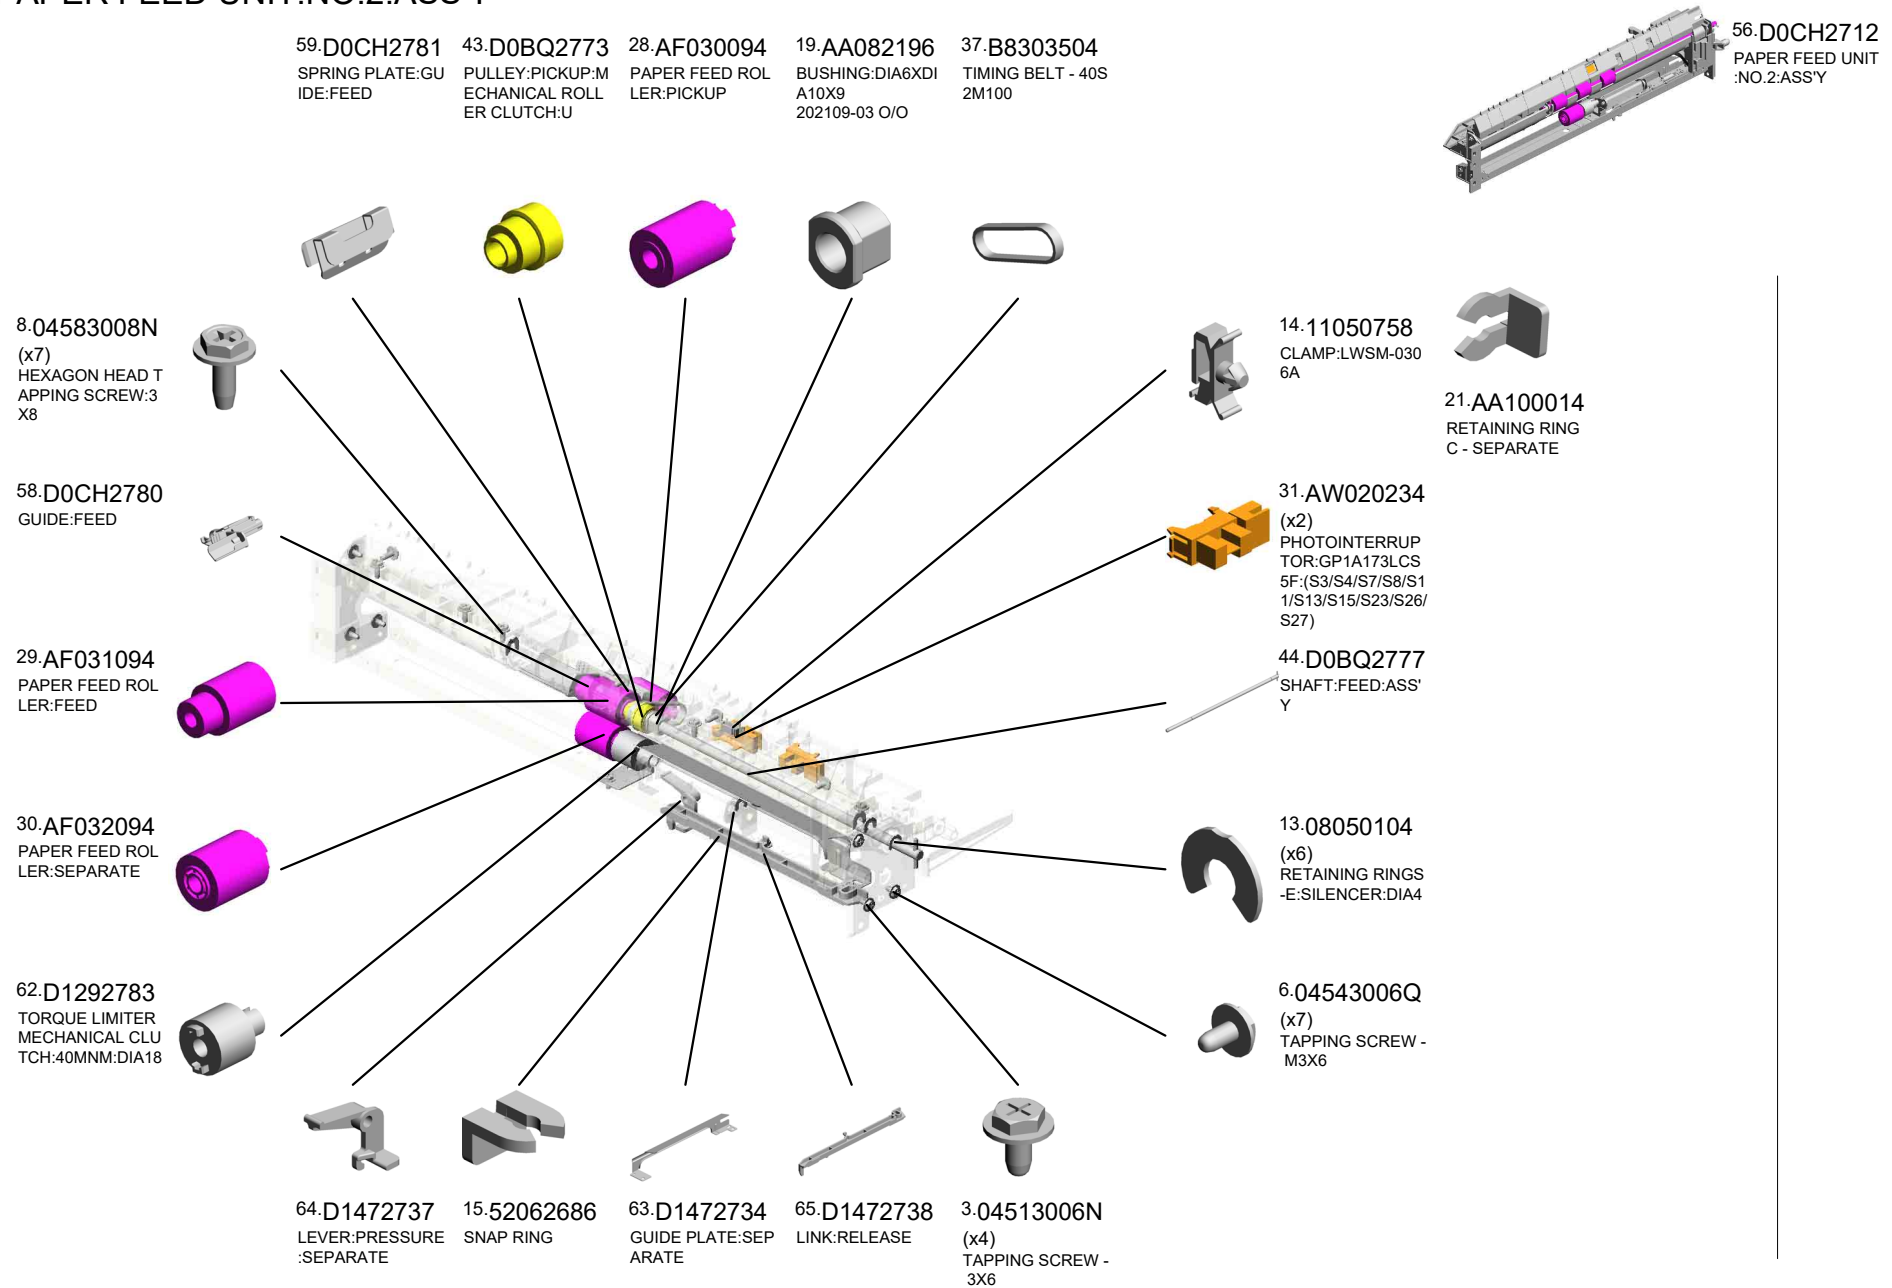 APER FEED UNIT:NO.2:ASS'Y
59.D0CH2781
SPRING PLATE:GU
IDE:FEED
43.D0BQ2773
PULLEY:PICKUP:M
ECHANICAL ROLL
ER CLUTCH:U
28.AF030094
PAPER FEED ROL
LER:PICKUP
19.AA082196
BUSHING:DIA6XDI
A10X9
202109-03 O/O
37.B8303504
TIMING BELT - 40S
2M100
56.D0CH2712
PAPER FEED UNIT
:NO.2:ASS'Y
8.04583008N
(x7)
HEXAGON HEAD T
APPING SCREW:3
X8
14.11050758
CLAMP:LWSM-030
6A
21.AA100014
RETAINING RING
C - SEPARATE
58.D0CH2780
GUIDE:FEED
31.AW020234
(x2)
PHOTOINTERRUP
TOR:GP1A173LCS
5F:(S3/S4/S7/S8/S1
1/S13/S15/S23/S26/
S27)
29.AF031094
PAPER FEED ROL
LER:FEED
44.D0BQ2777
SHAFT:FEED:ASS'
Y
30.AF032094
PAPER FEED ROL
LER:SEPARATE
13.08050104
(x6)
RETAINING RINGS
-E:SILENCER:DIA4
62.D1292783
TORQUE LIMITER
MECHANICAL CLU
TCH:40MNM:DIA18
6.04543006Q
(x7)
TAPPING SCREW -
M3X6
64.D1472737
LEVER:PRESSURE
:SEPARATE
15.52062686
SNAP RING
63.D1472734
GUIDE PLATE:SEP
ARATE
65.D1472738
LINK:RELEASE
3.04513006N
(x4)
TAPPING SCREW -
3X6